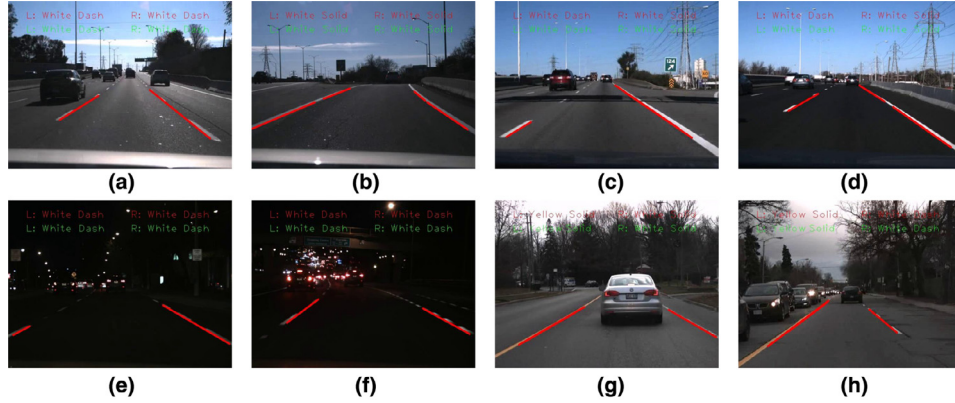 L: White Dash R: White Dash
L: White Dash R: White Dash
(a)
L: White Solid R: White Solid
L: White Solid R: White Solid
(b)
L: White Dash R: White
L: White Dash R: White
124
(c)
L: White Dash R: White
L: White Dash R: White
(d)
L: White Dash R: White Dash
L: White Dash R: White Dash
(e)
L: White Dash R: White Dash
L: White Dash R: White Dash
(f)
L: Yellow Solid R: White Solid
Solid R: White Solid
(g)
Yellow Solid R: White Dash
Yellow Solid R: White Dash
(h)